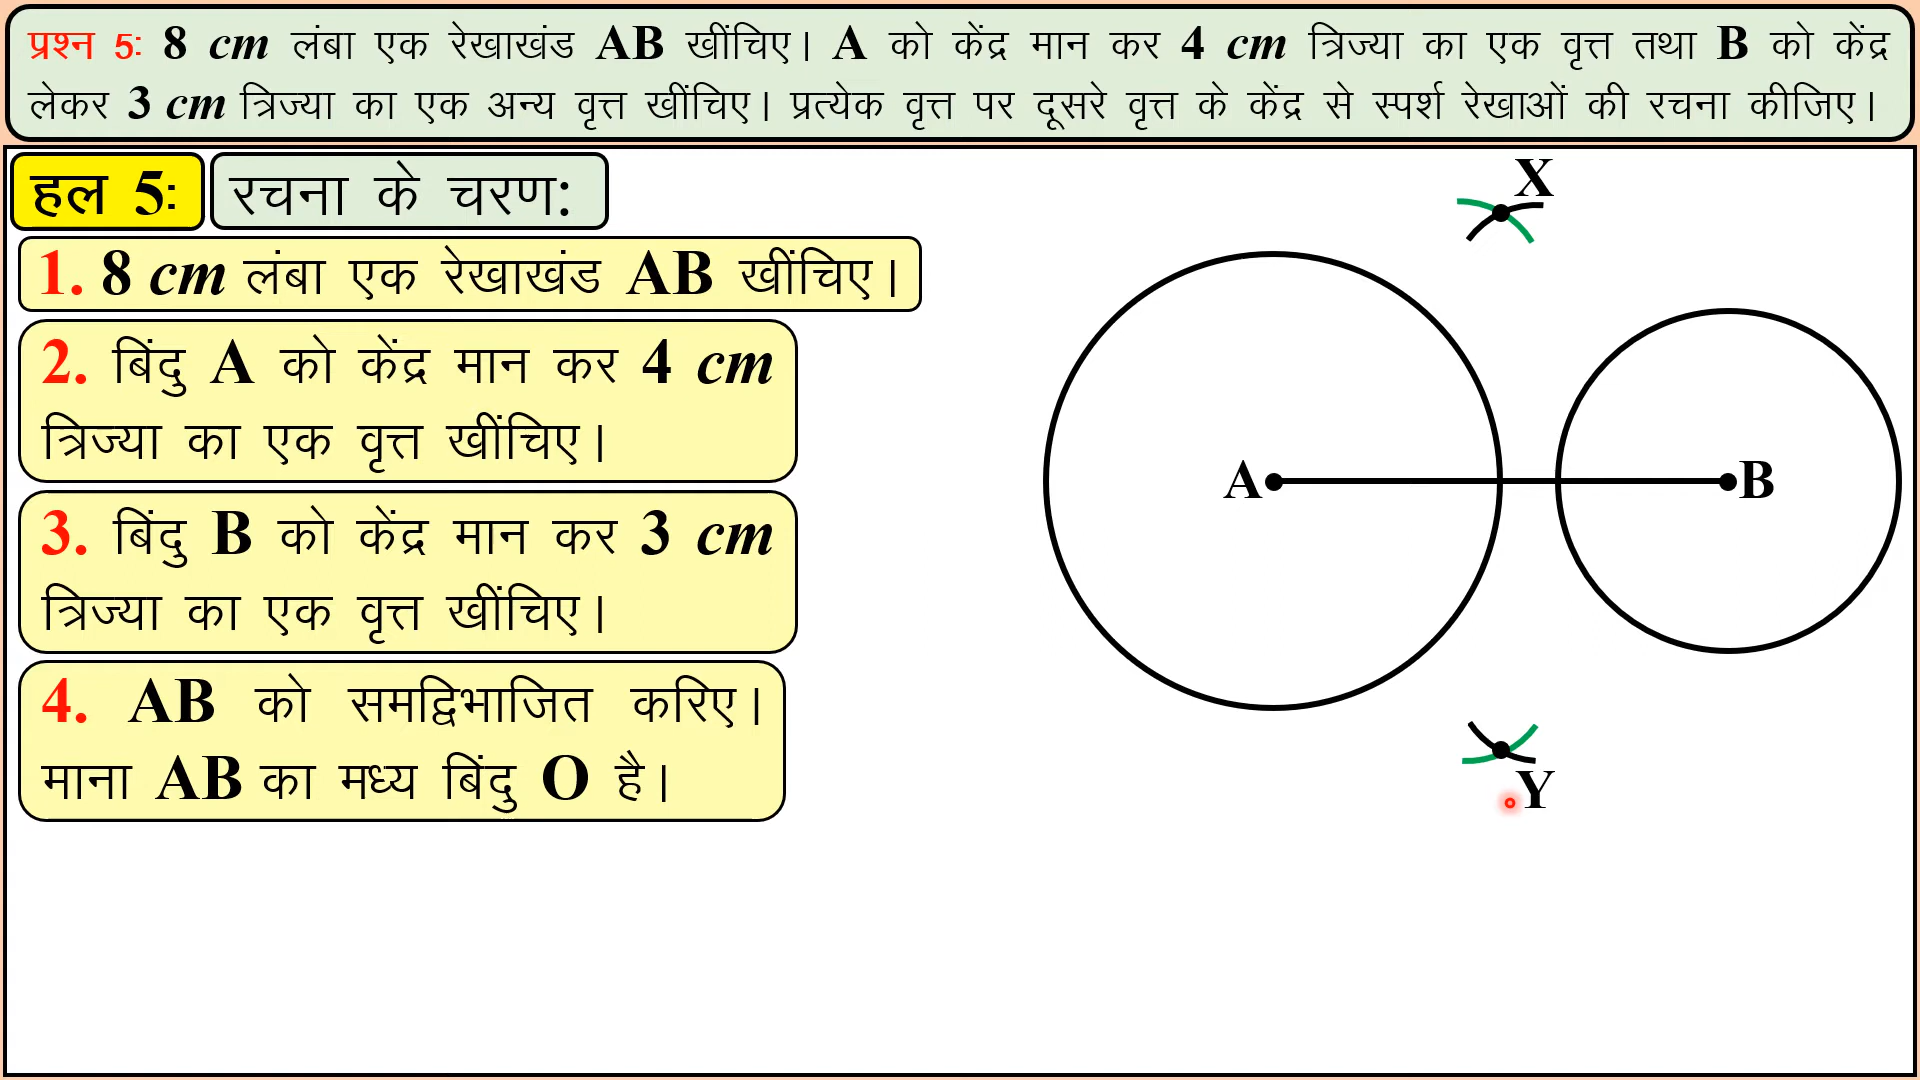 प्रश्न 5: 8 cm लंबा एक रेखाखंड AB खींचिए। A को केंद्र मान कर 4 cm त्रिज्या का एक वृत्त तथा B को केंद्र
लेकर 3 cm त्रिज्या का एक अन्य वृत्त खींचिए। प्रत्येक वृत्त पर दूसरे वृत्त के केंद्र से स्पर्श रेखाओं की रचना कीजिए।
हल 5: रचना के चरण:
1. 8 cm लंबा एक रेखाखंड AB खींचिए।
2. बिंदु A को केंद्र मान कर 4 cm
त्रिज्या का एक वृत्त खींचिए।
3. बिंदु B को केंद्र मान कर 3 cm
त्रिज्या का एक वृत्त खींचिए।
4. AB को समद्विभाजित करिए।
माना AB का मध्य बिंदु O है।
X
A B
Y